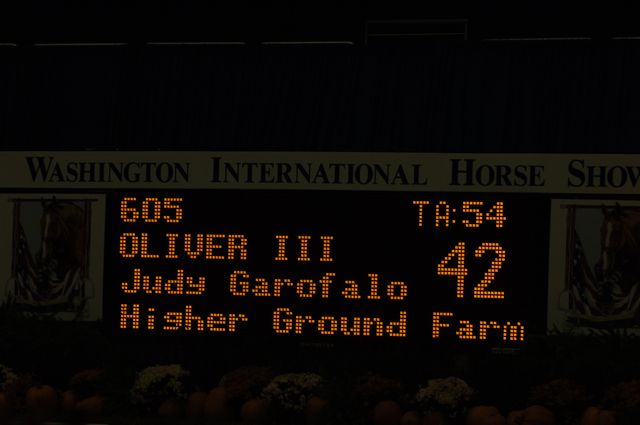 WASHINGTON INTERNATIONAL HORSE SHOW
605 TA:54
OLIVER III 42
Judy Garofalo
Higher Ground Farm